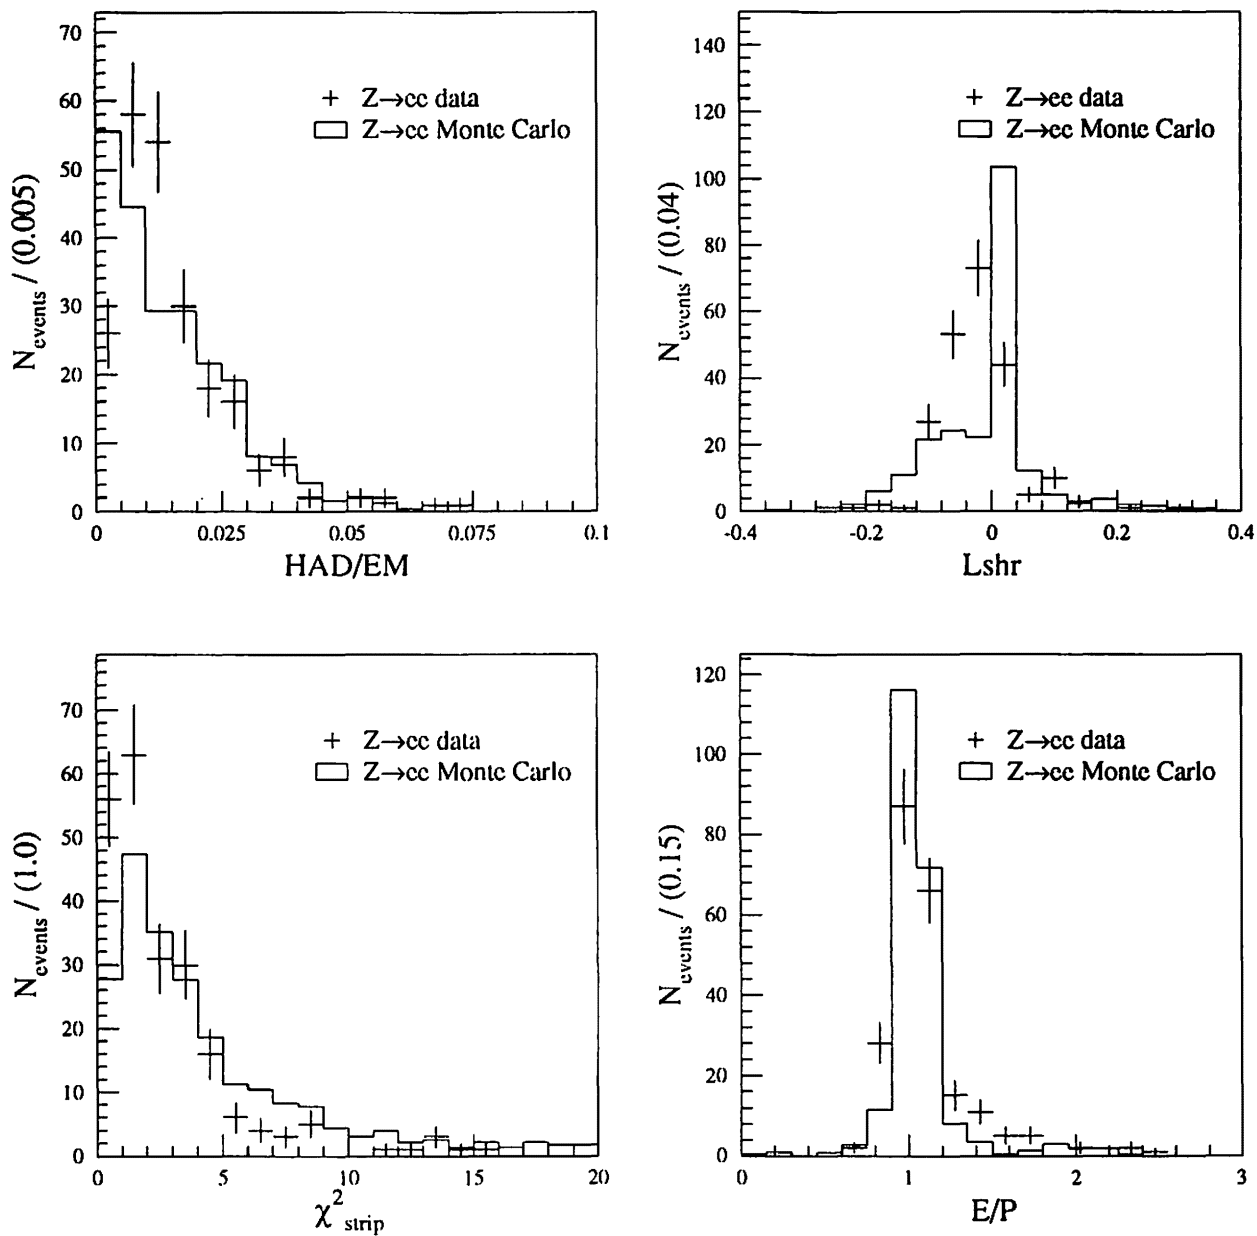 70
60
50
40
30
20
10
0
N_events / (0.005)
Z→ee data
Z→ee Monte Carlo
0 0.025 0.05 0.075 0.1
HAD/EM
140
120
100
80
60
40
20
0
N_events / (0.04)
Z→ee data
Z→ee Monte Carlo
-0.4 -0.2 0 0.2 0.4
Lshr
70
60
50
40
30
20
10
0
N_events / (1.0)
Z→ee data
Z→ee Monte Carlo
0 5 10 15 20
χ²_strip
120
100
80
60
40
20
0
N_events / (0.15)
Z→ee data
Z→ee Monte Carlo
0 1 2 3
E/P